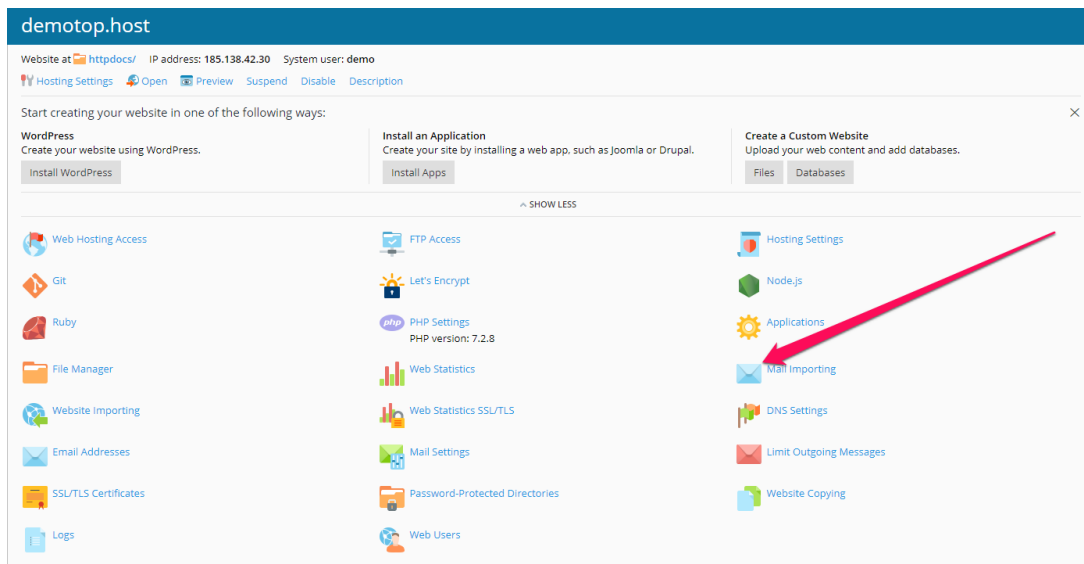 demotop.host
Website at httpdocs/ IP address: 185.138.42.30 System user: demo
Hosting Settings Open Preview Suspend Disable Description
Start creating your website in one of the following ways:
WordPress
Create your website using WordPress.
Install WordPress
Install an Application
Create your site by installing a web app, such as Joomla or Drupal.
Install Apps
Create a Custom Website
Upload your web content and add databases.
Files Databases
SHOW LESS
Web Hosting Access FTP Access Hosting Settings
Git Let's Encrypt Node.js
Ruby PHP Settings Applications
php PHP version: 7.2.8
File Manager Web Statistics Mail Importing
Website Importing Web Statistics SSL/TLS DNS Settings
Email Addresses Mail Settings Limit Outgoing Messages
SSL/TLS Certificates Password-Protected Directories Website Copying
Logs Web Users